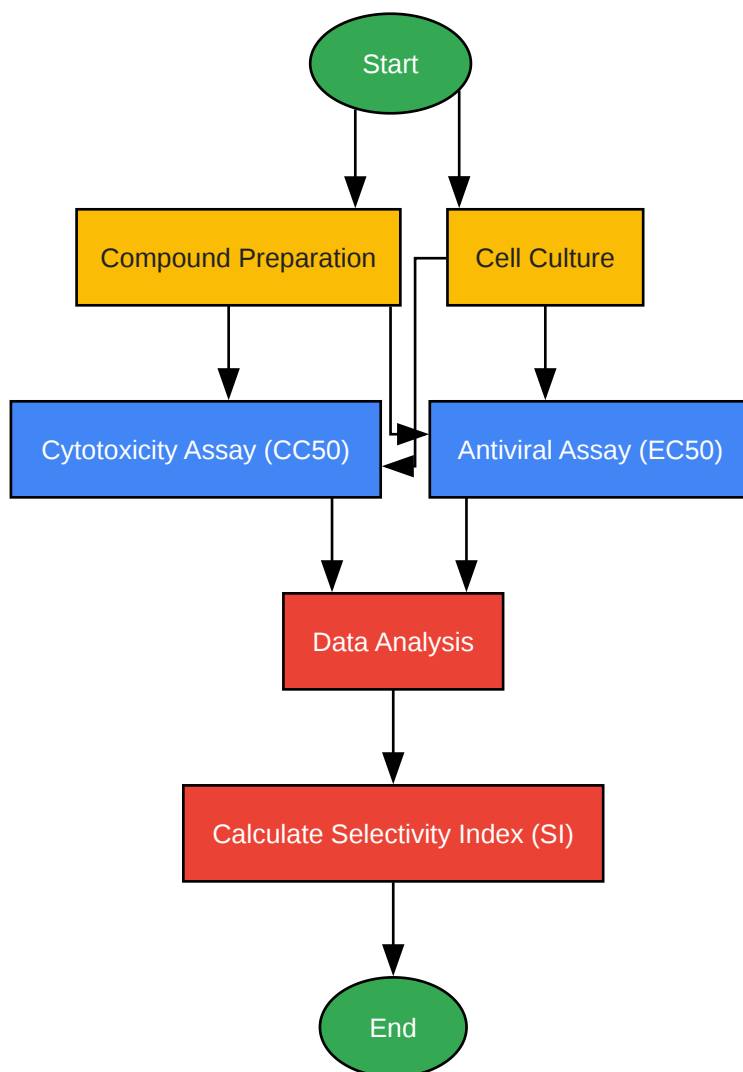 Start
Compound Preparation
Cell Culture
Cytotoxicity Assay (CC50)
Antiviral Assay (EC50)
Data Analysis
Calculate Selectivity Index (SI)
End